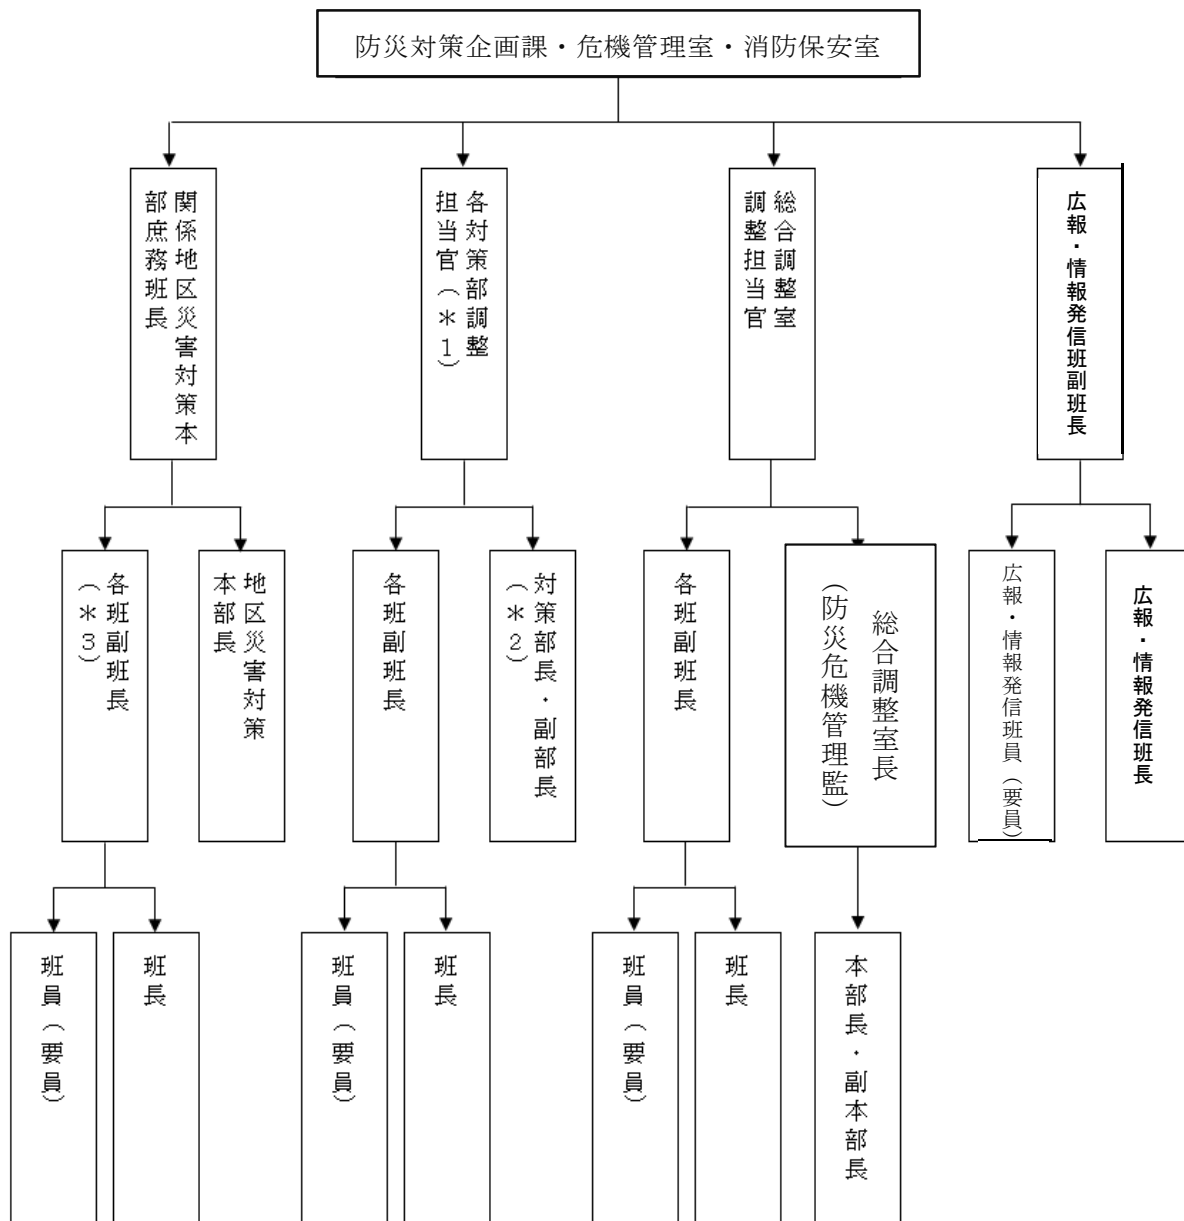 防災対策企画課・危機管理室・消防保安室
関係地区災害対策本
部庶務班長
各対策部調整
担当官(＊1)
総合調整室
調整担当官
広報・情報発信班副班長
各班副班長
(＊3)
地区災害対策
本部長
各班副班長
対策部長・副部長
(＊2)
各班副班長
総合調整室長
(防災危機管理監)
広報・情報発信班員(要員)
広報・情報発信班長
班員(要員)
班長
班員(要員)
班長
班員(要員)
班長
本部長・副本部長